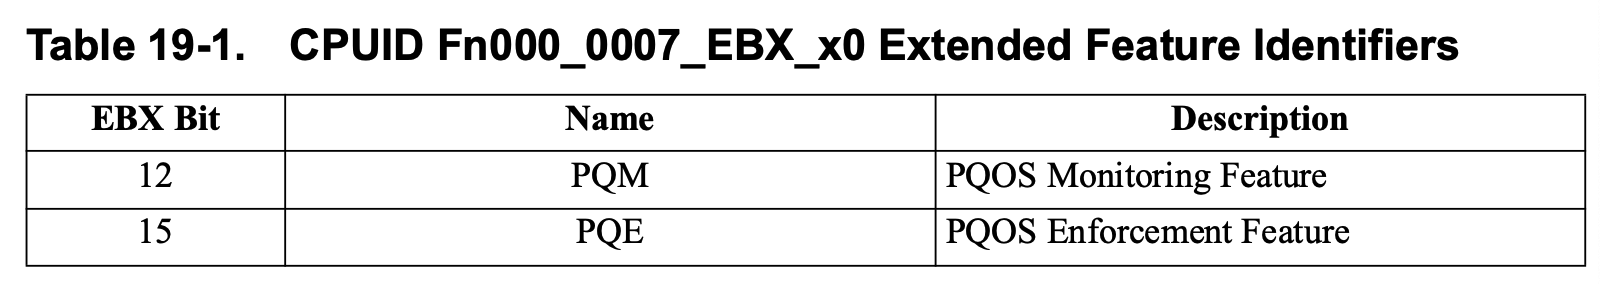 Table 19-1. CPUID Fn000_0007_EBX_x0 Extended Feature Identifiers
EBX Bit Name Description
12 PQM PQOS Monitoring Feature
15 PQE PQOS Enforcement Feature